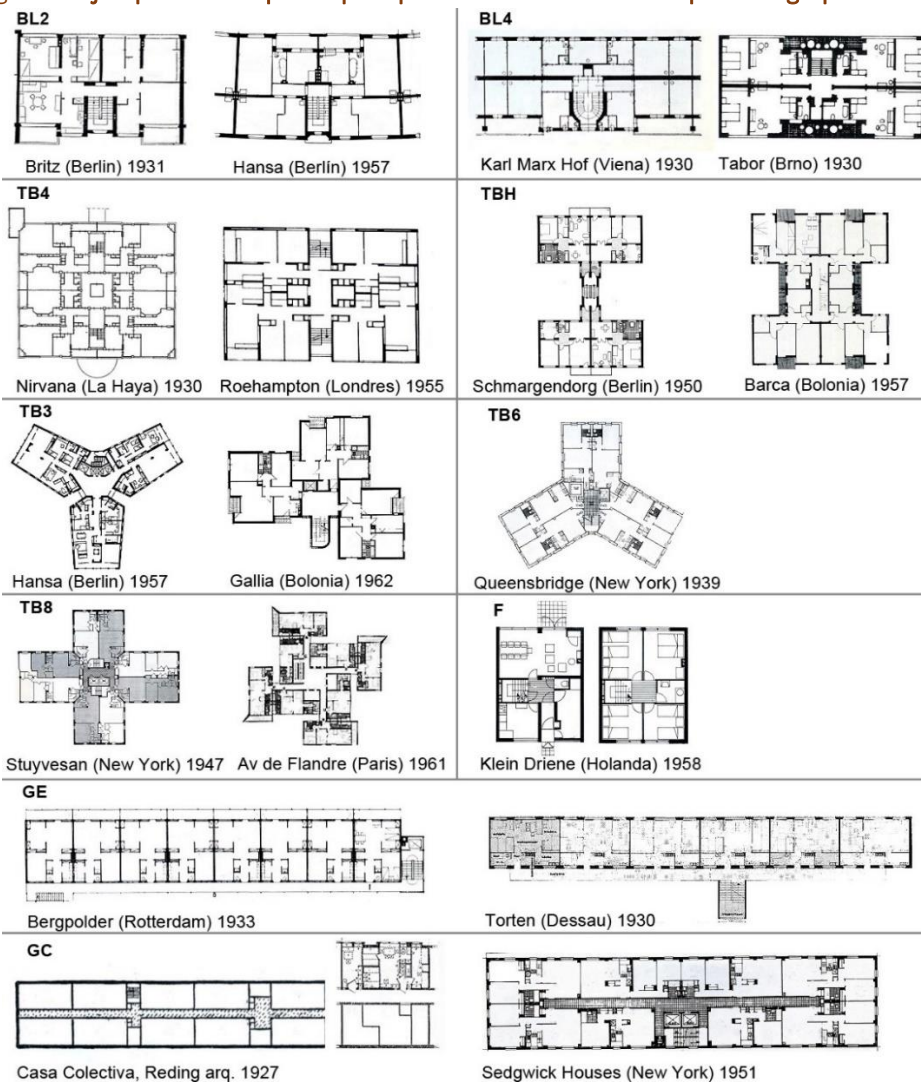 BL2
BL4
Britz (Berlin) 1931
Hansa (Berlín) 1957
Karl Marx Hof (Viena) 1930
Tabor (Brno) 1930
TB4
TBH
Nirvana (La Haya) 1930
Roehampton (Londres) 1955
Schmargendorg (Berlin) 1950
Barca (Bolonia) 1957
TB3
TB6
Hansa (Berlin) 1957
Gallia (Bolonia) 1962
Queensbridge (New York) 1939
TB8
F
Stuyvesan (New York) 1947
Av de Flandre (Paris) 1961
Klein Driene (Holanda) 1958
GE
Bergpolder (Rotterdam) 1933
Torten (Dessau) 1930
GC
Casa Colectiva, Reding arq. 1927
Sedgwick Houses (New York) 1951